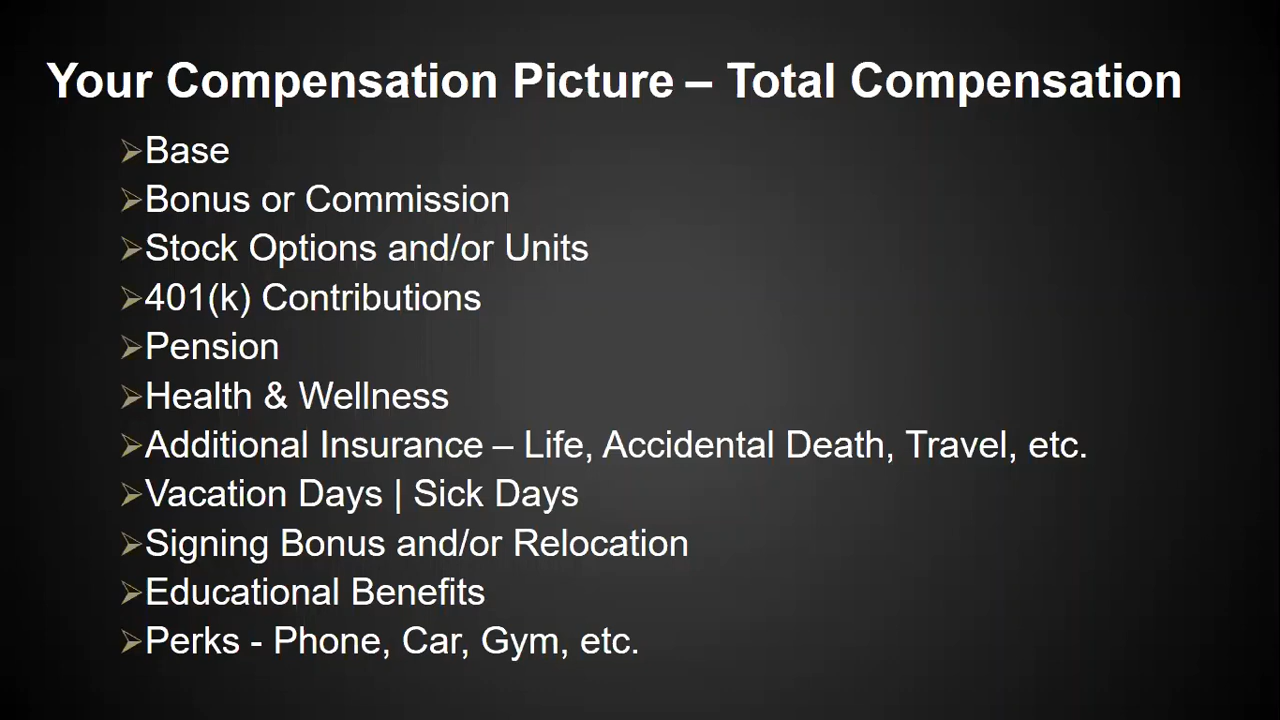 Your Compensation Picture – Total Compensation
Base
Bonus or Commission
Stock Options and/or Units
401(k) Contributions
Pension
Health & Wellness
Additional Insurance – Life, Accidental Death, Travel, etc.
Vacation Days | Sick Days
Signing Bonus and/or Relocation
Educational Benefits
Perks - Phone, Car, Gym, etc.